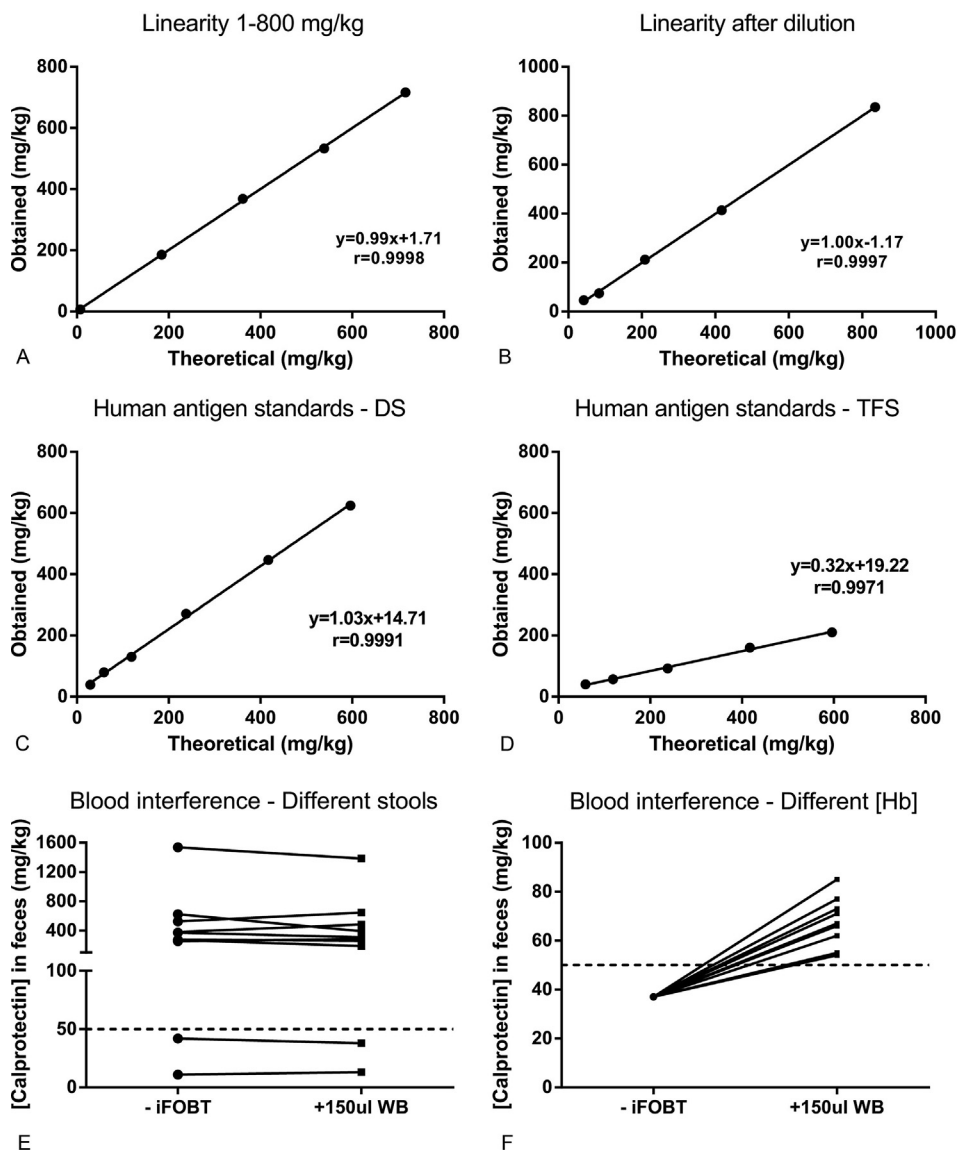 Linearity 1-800 mg/kg
800
600
400
200
0
0 200 400 600 800
Obtained (mg/kg)
Theoretical (mg/kg)
y=0.99x+1.71
r=0.9998
A
Linearity after dilution
1000
800
600
400
200
0
0 200 400 600 800 1000
Obtained (mg/kg)
Theoretical (mg/kg)
y=1.00x-1.17
r=0.9997
B
Human antigen standards - DS
800
600
400
200
0
0 200 400 600 800
Obtained (mg/kg)
Theoretical (mg/kg)
y=1.03x+14.71
r=0.9991
C
Human antigen standards - TFS
800
600
400
200
0
0 200 400 600 800
Obtained (mg/kg)
Theoretical (mg/kg)
y=0.32x+19.22
r=0.9971
D
Blood interference - Different stools
1600
1200
800
400
100
50
0
[Calprotectin] in feces (mg/kg)
- iFOBT +150ul WB
E
Blood interference - Different [Hb]
100
80
60
40
20
0
[Calprotectin] in feces (mg/kg)
- iFOBT +150ul WB
F